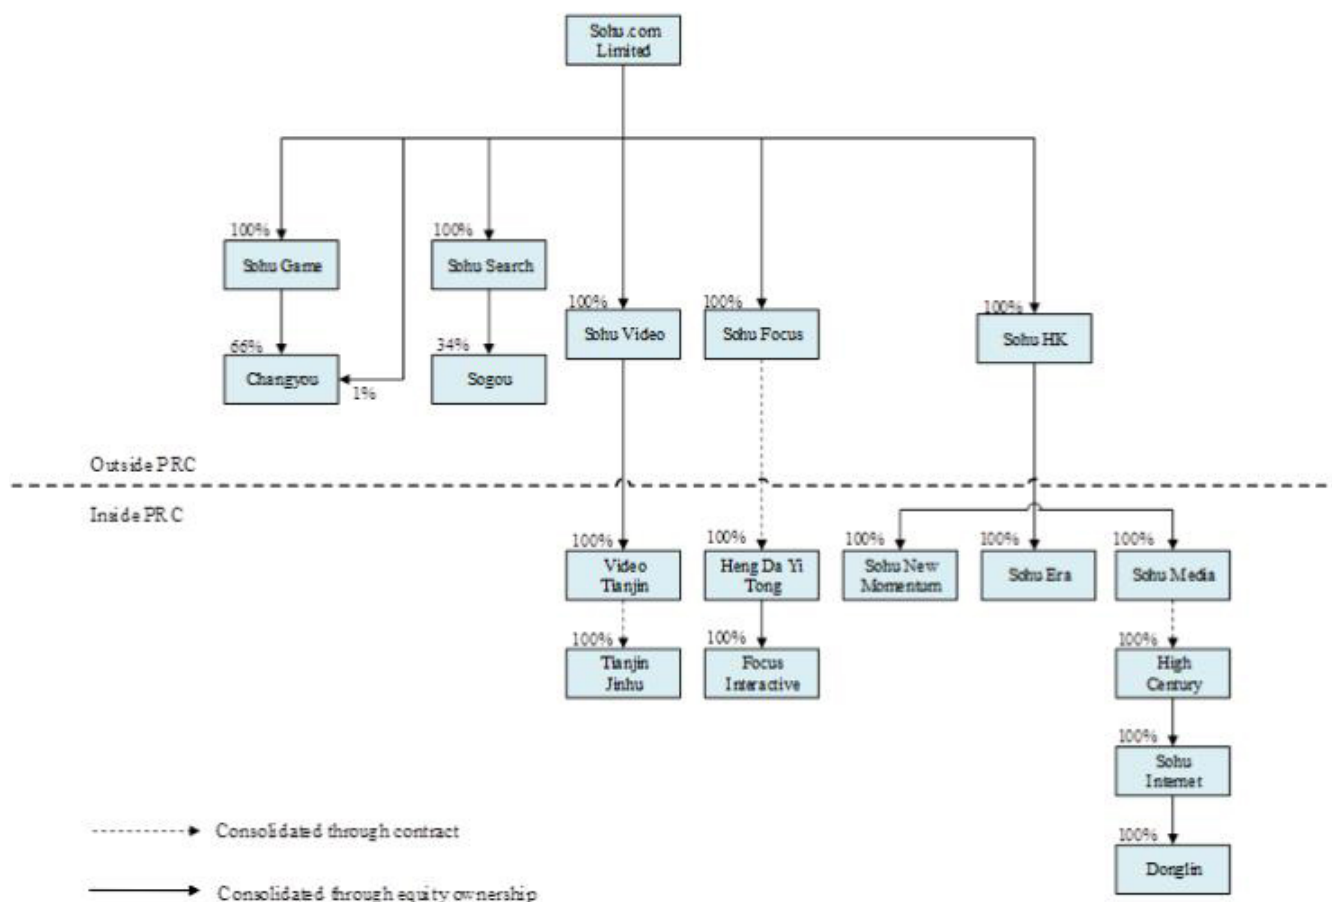 Sohu.com
Limited
100%
100%
Sohu Game
Sohu Search
100%
100%
100%
Sohu Video
Sohu Focus
Sohu HK
66%
34%
Changyou
1%
Sogou
Outside PRC
Inside PRC
100%
100%
100%
100%
100%
Video
Tianjin
Heng Da Yi
Tong
Sohu New
Momentum
Sohu Era
Sohu Media
100%
100%
100%
Tianjin
Jinhu
Focus
Interactive
High
Century
100%
Sohu
Internet
Consolidated through contract
100%
Donglin
Consolidated through equity ownership